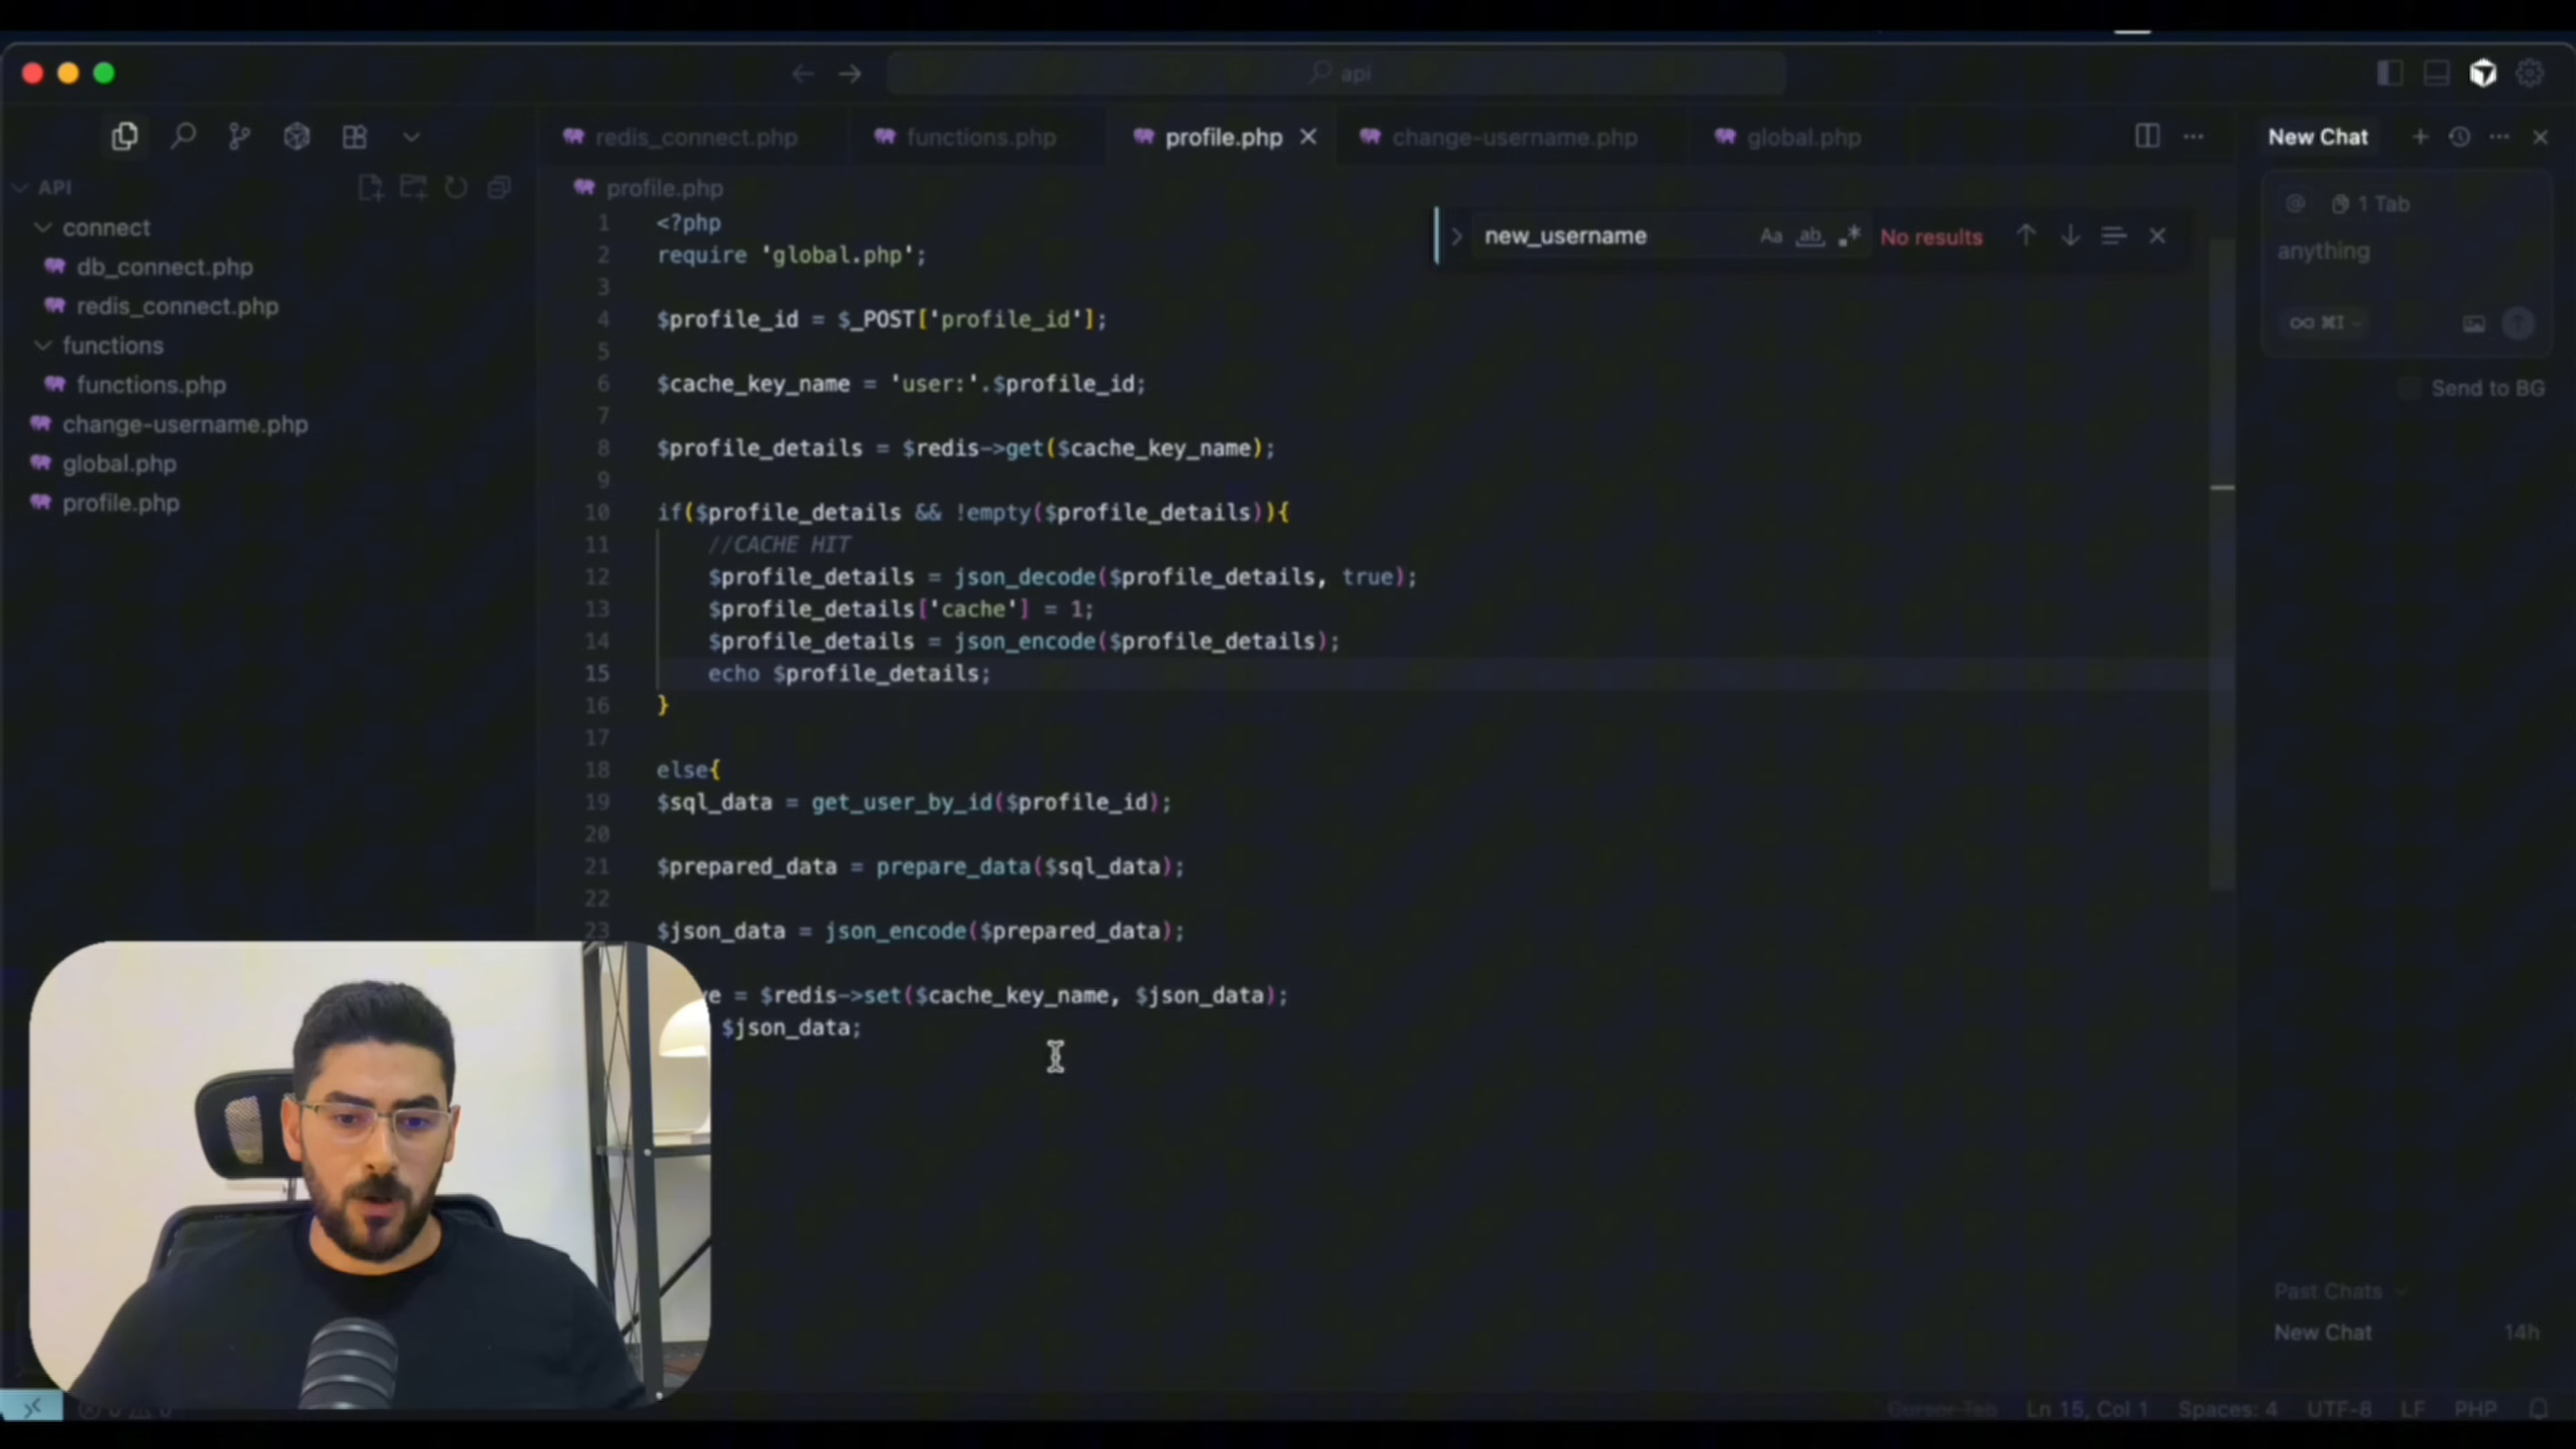 api
redis_connect.php
functions.php
profile.php
change-username.php
global.php
New Chat
API
connect
db_connect.php
redis_connect.php
functions
functions.php
change-username.php
global.php
profile.php
profile.php
new_username
Aa
ab
No results
1 <?php
2 require 'global.php';
3
4 $profile_id = $_POST['profile_id'];
5
6 $cache_key_name = 'user:'.$profile_id;
7
8 $profile_details = $redis->get($cache_key_name);
9
10 if($profile_details && !empty($profile_details)){
11 //CACHE HIT
12 $profile_details = json_decode($profile_details, true);
13 $profile_details['cache'] = 1;
14 $profile_details = json_encode($profile_details);
15 echo $profile_details;
16 }
17
18 else{
19 $sql_data = get_user_by_id($profile_id);
20
21 $prepared_data = prepare_data($sql_data);
22
23 $json_data = json_encode($prepared_data);
ve = $redis->set($cache_key_name, $json_data);
$json_data;
@ 1 Tab
anything
∞ ⌘I
Send to BG
Past Chats
New Chat 14h
Cursor Tab
Ln 15, Col 1
Spaces: 4
UTF-8
LF
PHP